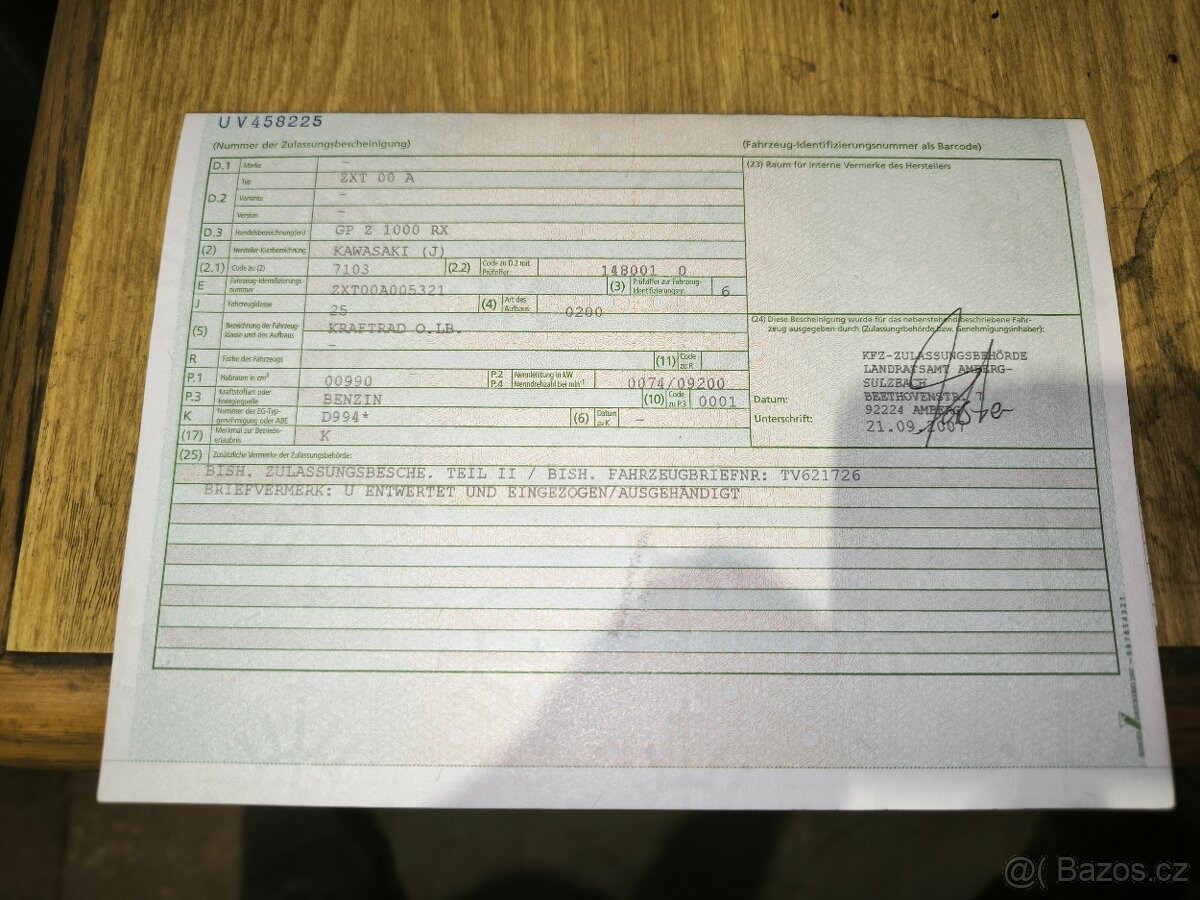 UV458225
(Nummer der Zulassungsbescheinigung)
(Fahrzeug-Identifizierungsnummer als Barcode)
D.1 Marke –
D.2 Typ ZXT 00 A
Variante –
Version –
D.3 Handelsbezeichnung(en) GP Z 1000 RX
(2) Hersteller-Kurzbezeichnung KAWASAKI (J)
(2.1) Code zu (2) 7103 (2.2) Code zu D.2 mit Prüfziffer 148001 0
E Fahrzeug-Identifizierungsnummer ZXT00A005321 (3) Prüfziffer zur Fahrzeug-Identifizierungsnr. 6
J Fahrzeugklasse 25 (4) Art des Aufbaus 0200
(5) Bezeichnung der Fahrzeugklasse und des Aufbaus KRAFTRAD O.LB.
–
R Farbe des Fahrzeugs (11) Code zu R
P.1 Hubraum in cm³ 00990 P.2 P.4 Nennleistung in kW Nenndrehzahl bei min⁻¹ 0074/09200
P.3 Kraftstoffart oder Energiequelle BENZIN (10) Code zu P.3 0001
K Nummer der EG-Typgenehmigung oder ABE D994* (6) Datum zu K –
(17) Merkmal zur Betriebserlaubnis K
(23) Raum für interne Vermerke des Herstellers
(24) Diese Bescheinigung wurde für das nebenstehend beschriebene Fahrzeug ausgegeben durch (Zulassungsbehörde bzw. Genehmigungsinhaber):
KFZ-ZULASSUNGSBEHÖRDE
LANDRATSAMT AMBERG-
SULZBACH
BEETHOVENSTR. 7
92224 AMBERG
Datum: 21.09.2007
Unterschrift:
(25) Zusätzliche Vermerke der Zulassungsbehörde:
BISH. ZULASSUNGSBESCHE. TEIL II / BISH. FAHRZEUGBRIEFNR: TV621726
BRIEFVERMERK: U ENTWERTET UND EINGEZOGEN/AUSGEHÄNDIGT
@( Bazos.cz